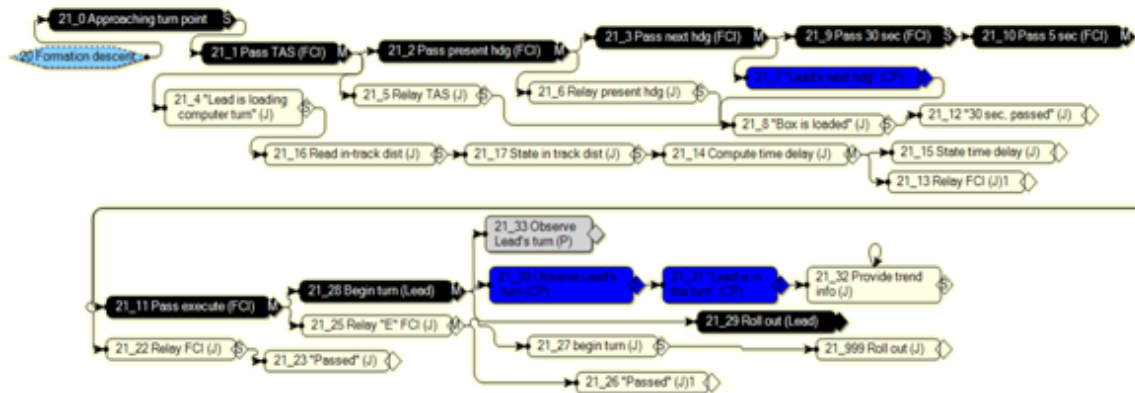 21_0 Approaching turn point
20 Formation descent
21_1 Pass TAS (FCI)
M
21_2 Pass present hdg (FCI)
M
21_3 Pass next hdg (FCI)
M
21_9 Pass 30 sec (FCI)
S
21_10 Pass 5 sec (FCI)
M
S
21_7 "Lead's next hdg" (CP)
21_4 "Lead is loading
computer turn" (J)
S
21_5 Relay TAS (J)
S
21_6 Relay present hdg (J)
S
21_8 "Box is loaded" (J)
S
21_12 "30 sec, passed" (J)
21_16 Read in-track dist (J)
S
21_17 State in track dist (J)
S
21_14 Compute time delay (J)
M
21_15 State time delay (J)
21_13 Relay FCI (J)1
21_33 Observe
Lead's turn (P)
21_11 Pass execute (FCI)
M
21_28 Begin turn (Lead)
M
21_30 Observe Lead's
turn (CP)
21_31 "Lead is in
the turn" (CP)
21_32 Provide trend
info (J)
S
21_25 Relay "E" FCI (J)
M
21_29 Roll out (Lead)
21_22 Relay FCI (J)
S
21_23 "Passed" (J)
21_27 begin turn (J)
S
21_999 Roll out (J)
21_26 "Passed" (J)1